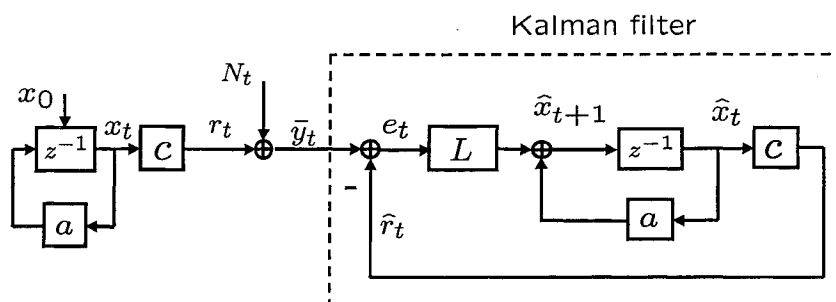 Kalman filter
x₀
z⁻¹
xₜ
c
rₜ
Nₜ
ȳₜ
eₜ
L
x̂ₜ₊₁
z⁻¹
x̂ₜ
c
a
-
r̂ₜ
a